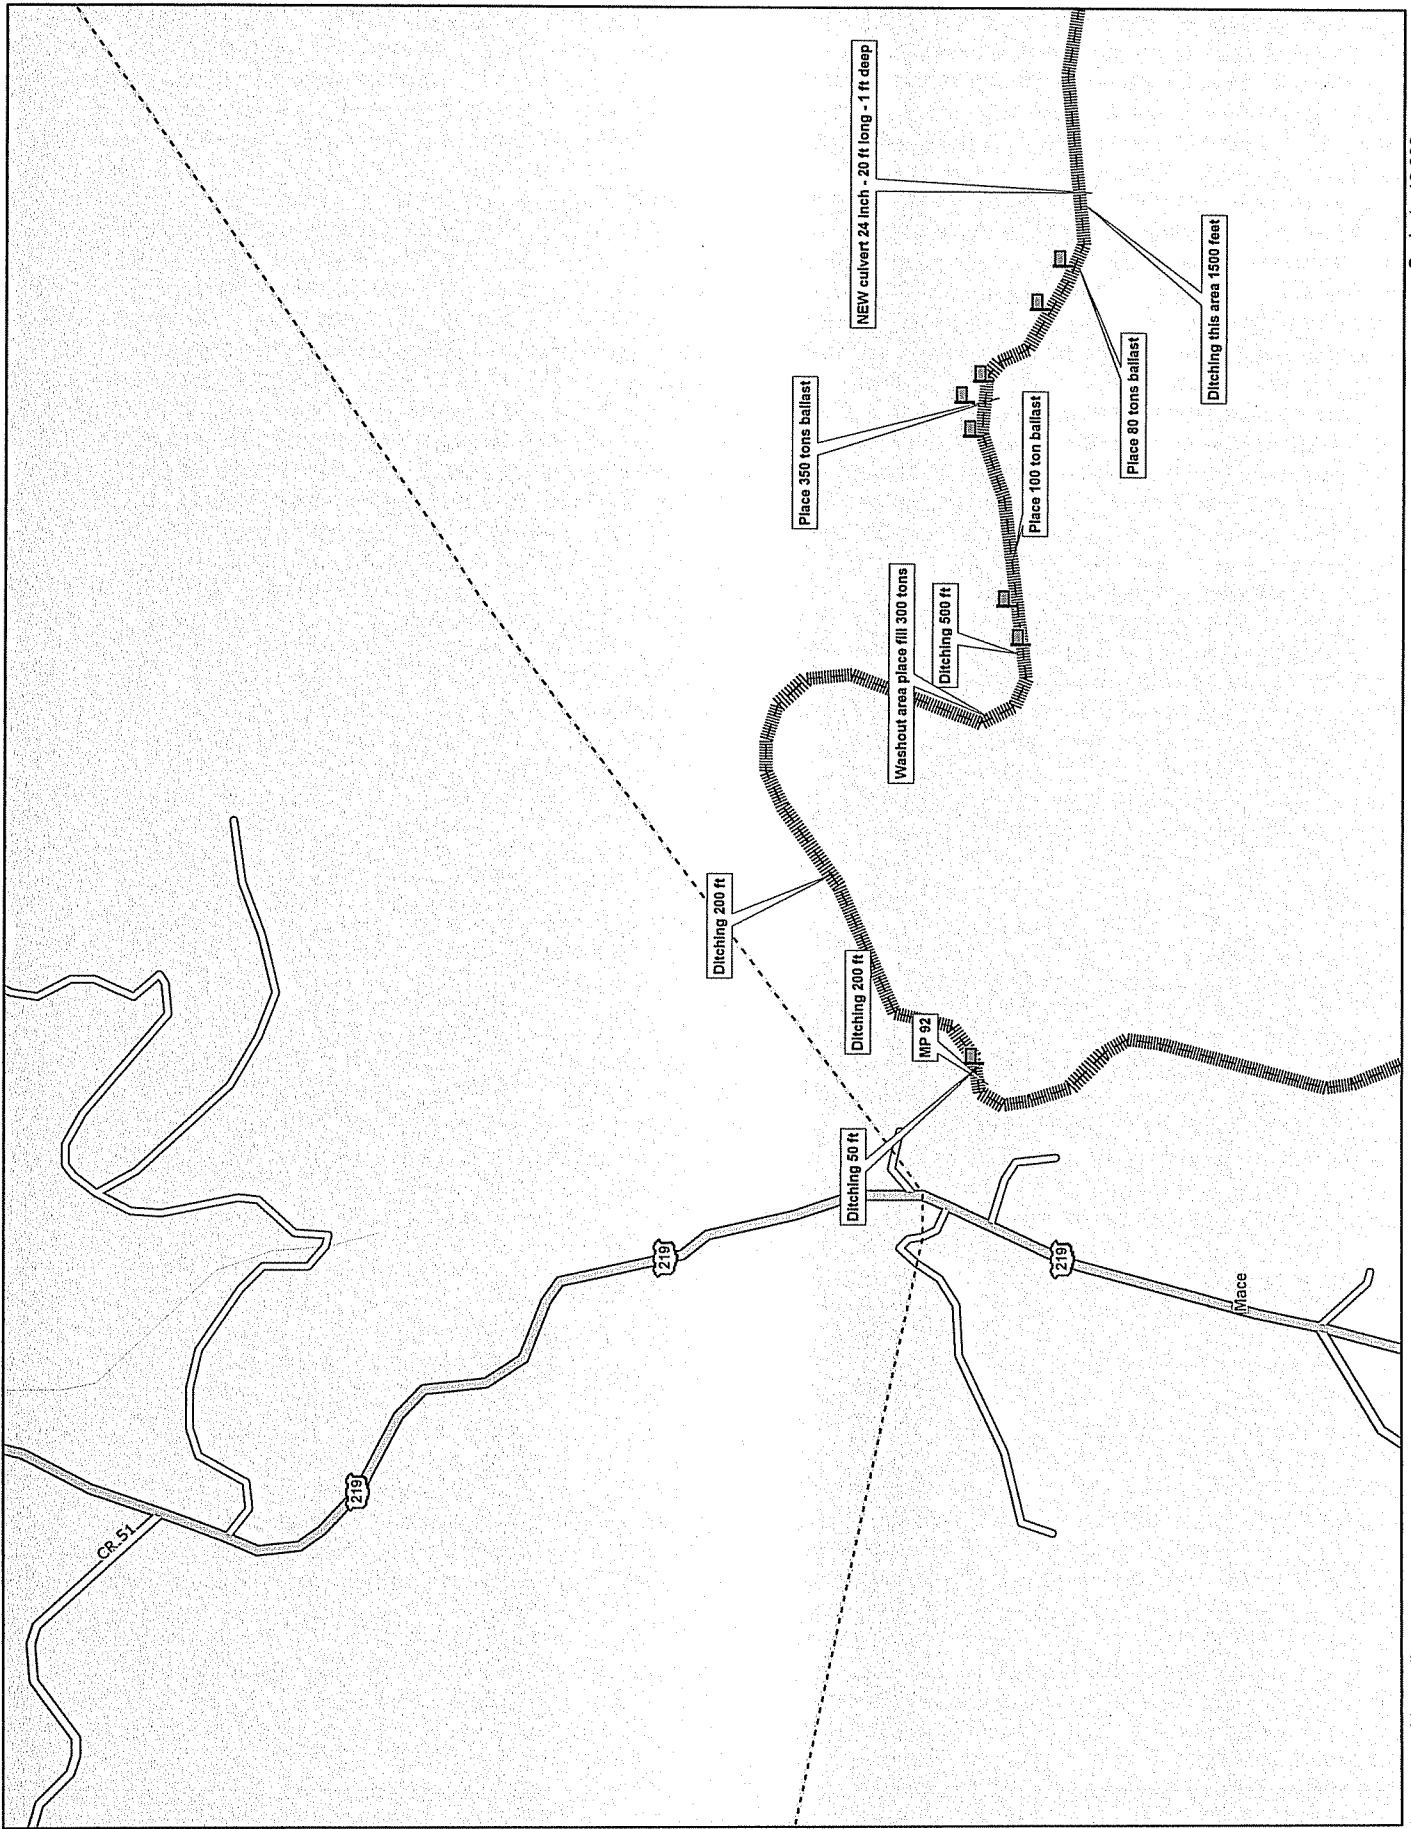 CR 51
219
219
219
Mace
Ditching 50 ft
MP 92
Ditching 200 ft
Ditching 200 ft
Washout area place fill 300 tons
Ditching 500 ft
Place 100 ton ballast
Place 350 tons ballast
Place 80 tons ballast
Ditching this area 1500 feet
NEW culvert 24 inch - 20 ft long - 1 ft deep